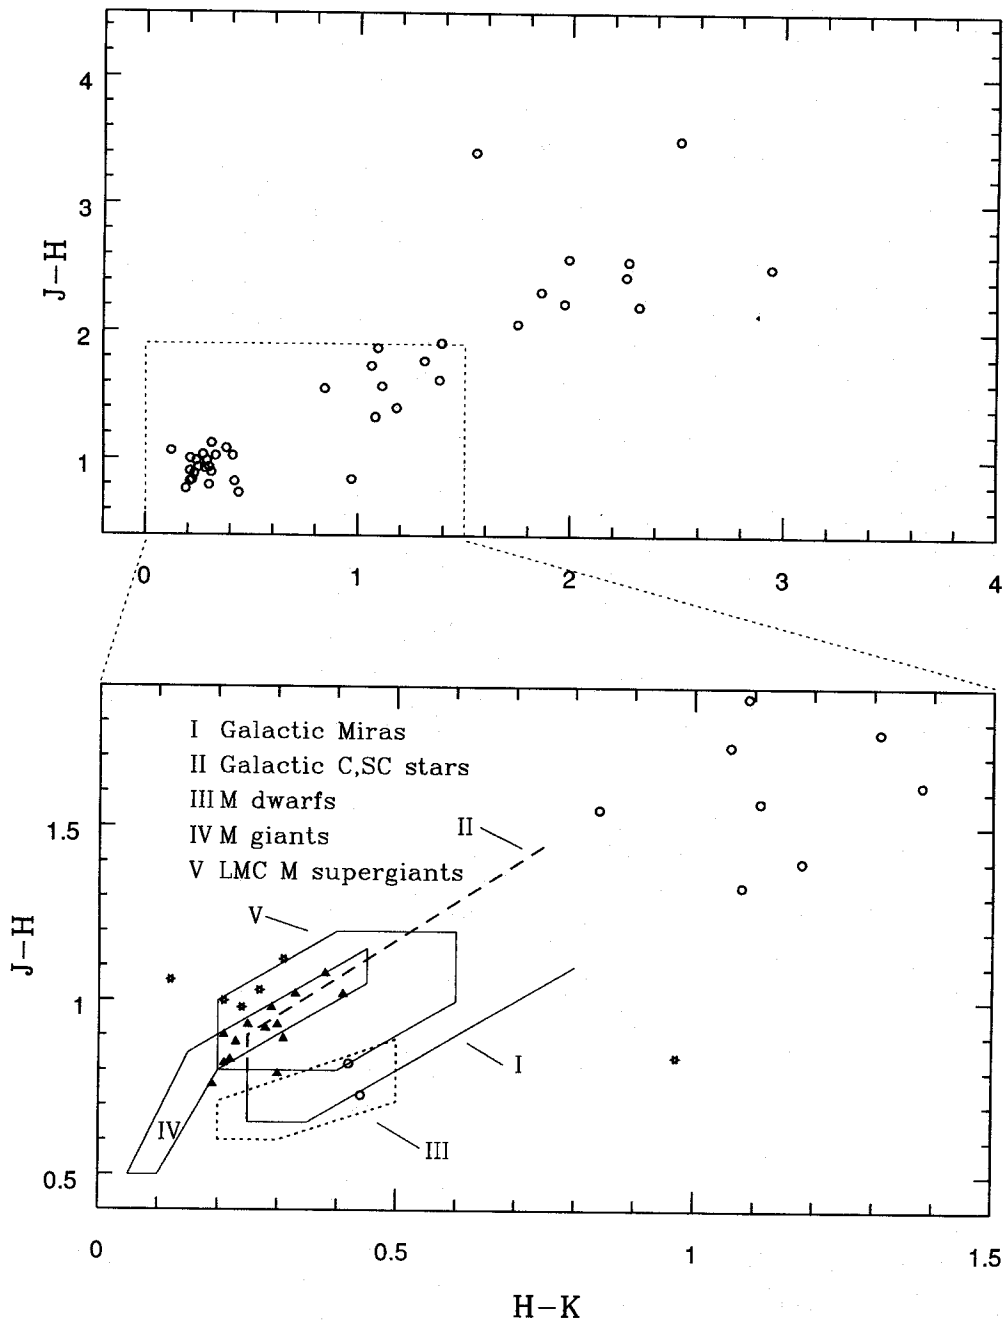 4
3
J-H
2
1
0 1 2 3 4
I Galactic Miras
II Galactic C,SC stars
III M dwarfs
IV M giants
V LMC M supergiants
II
1.5
V
J-H
1
I
IV
III
0.5
0 0.5 1 1.5
H-K